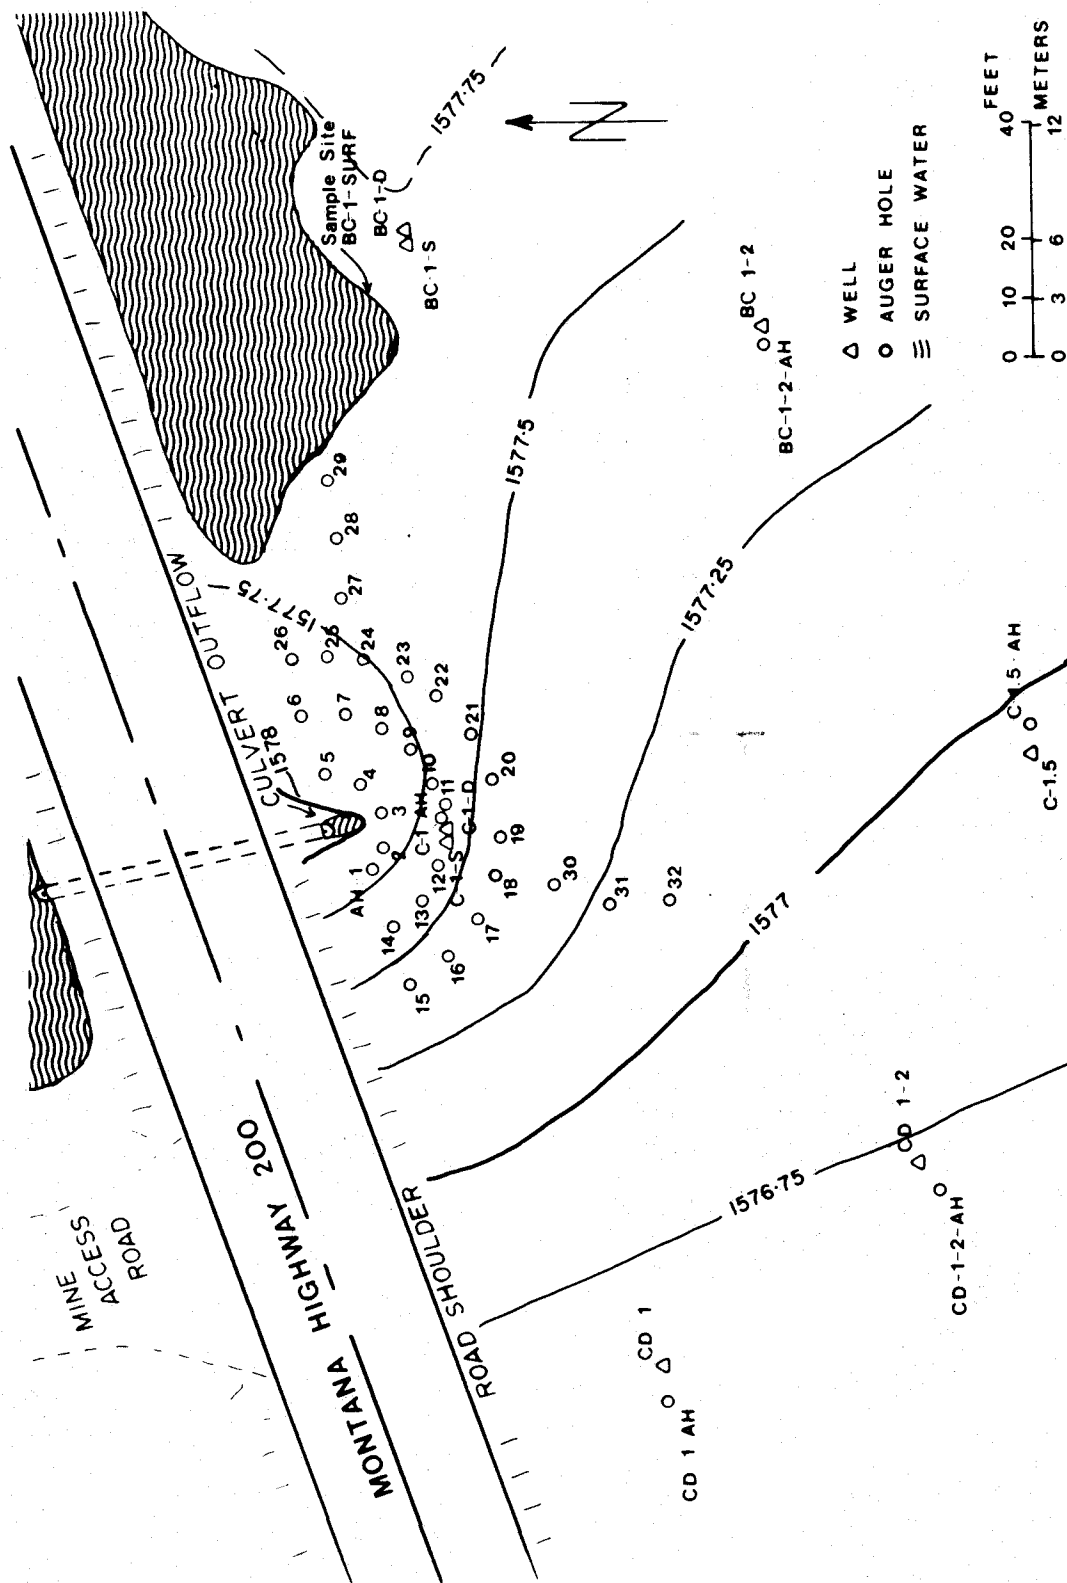 MINE
ACCESS
ROAD
MONTANA HIGHWAY 200
ROAD SHOULDER
CULVERT OUTFLOW
1578
1577·75
Sample Site
BC-1-SURF
BC-1-D
BC-1-S
1577·75
N
1577·5
1577·25
1577
1576·75
AH 1
2
3
4
5
6
7
8
9
10
11
12
13
14
15
16
17
18
19
20
21
22
23
24
25
26
27
28
29
30
31
32
C-1 AH
C-1-S
C-1-D
BC 1-2
BC-1-2-AH
C-1.5 AH
C-1.5
CD 1-2
CD-1-2-AH
CD 1
CD 1 AH
WELL
AUGER HOLE
SURFACE WATER
0 10 20 40 FEET
0 3 6 12 METERS